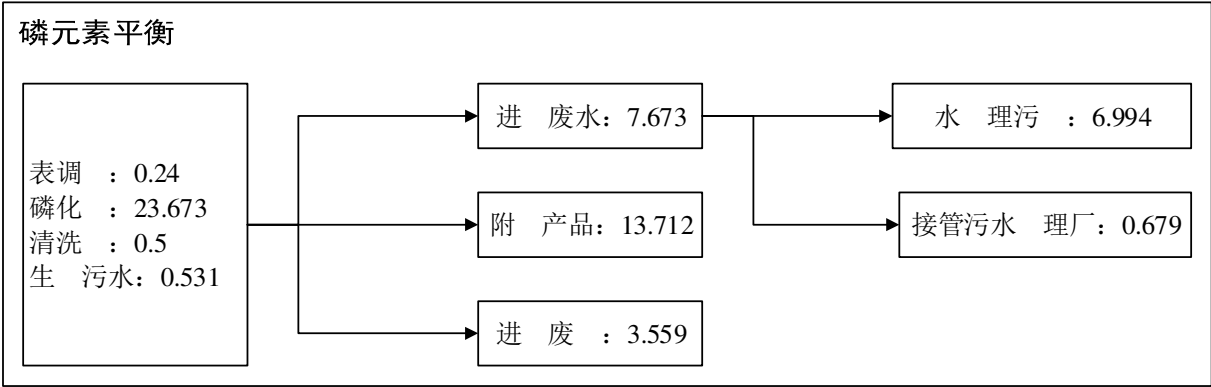 磷元素平衡
表调 ：0.24
磷化 ：23.673
清洗 ：0.5
生 污水：0.531
进 废水：7.673
附 产品：13.712
进 废 ：3.559
水 理污 ：6.994
接管污水 理厂：0.679